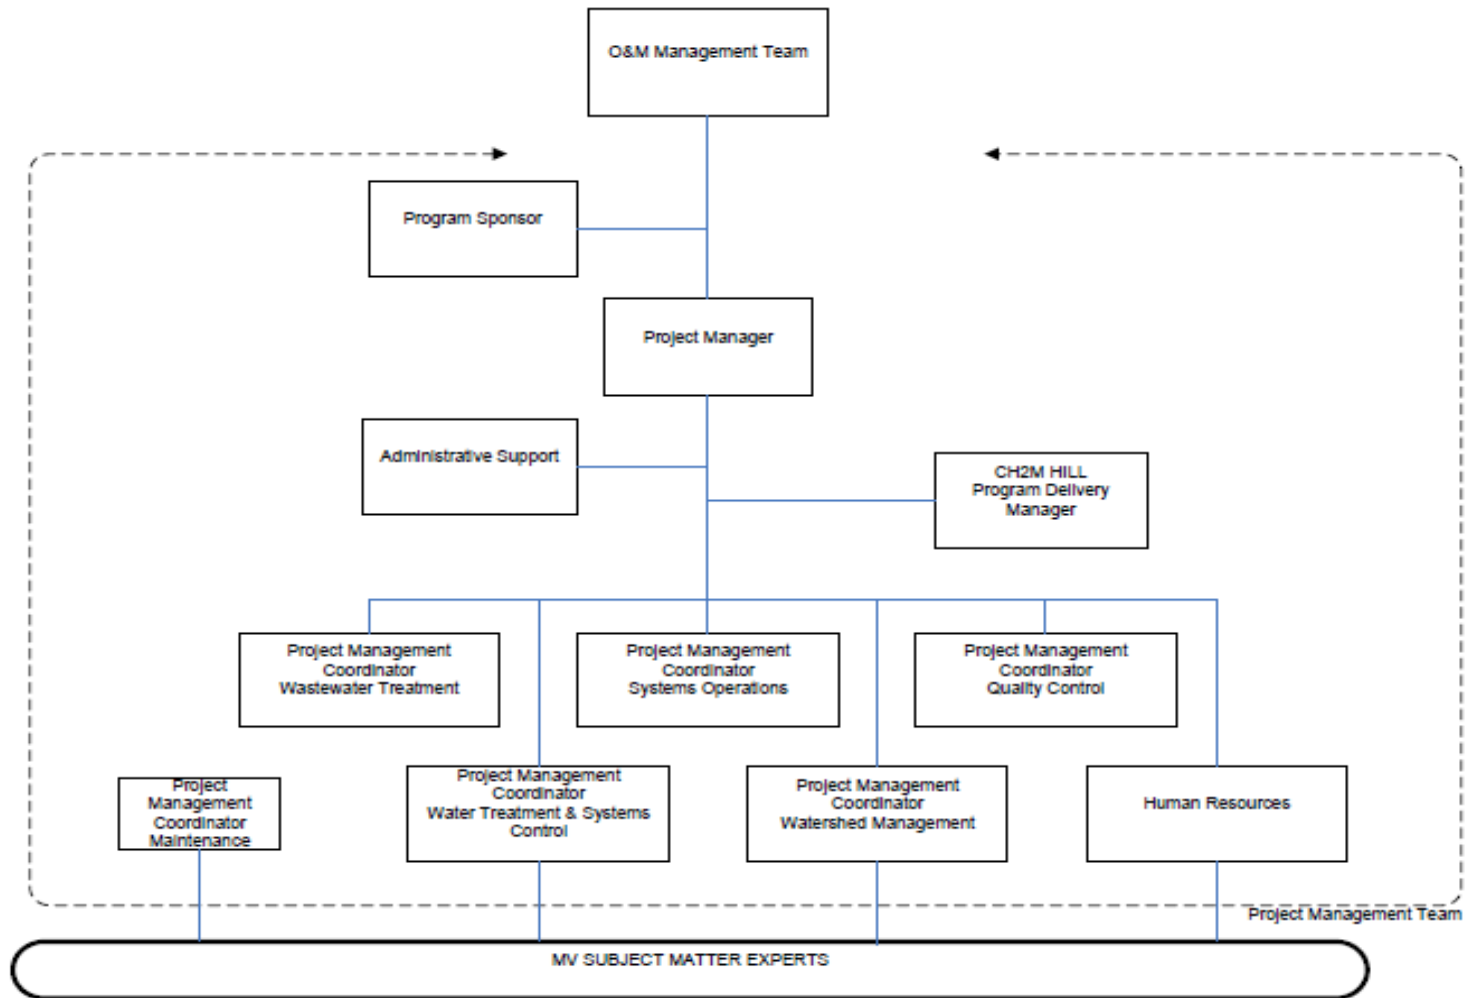 O&M Management Team
Program Sponsor
Project Manager
Administrative Support
CH2M HILL
Program Delivery
Manager
Project Management
Coordinator
Wastewater Treatment
Project Management
Coordinator
Systems Operations
Project Management
Coordinator
Quality Control
Project
Management
Coordinator
Maintenance
Project Management
Coordinator
Water Treatment & Systems
Control
Project Management
Coordinator
Watershed Management
Human Resources
Project Management Team
MV SUBJECT MATTER EXPERTS